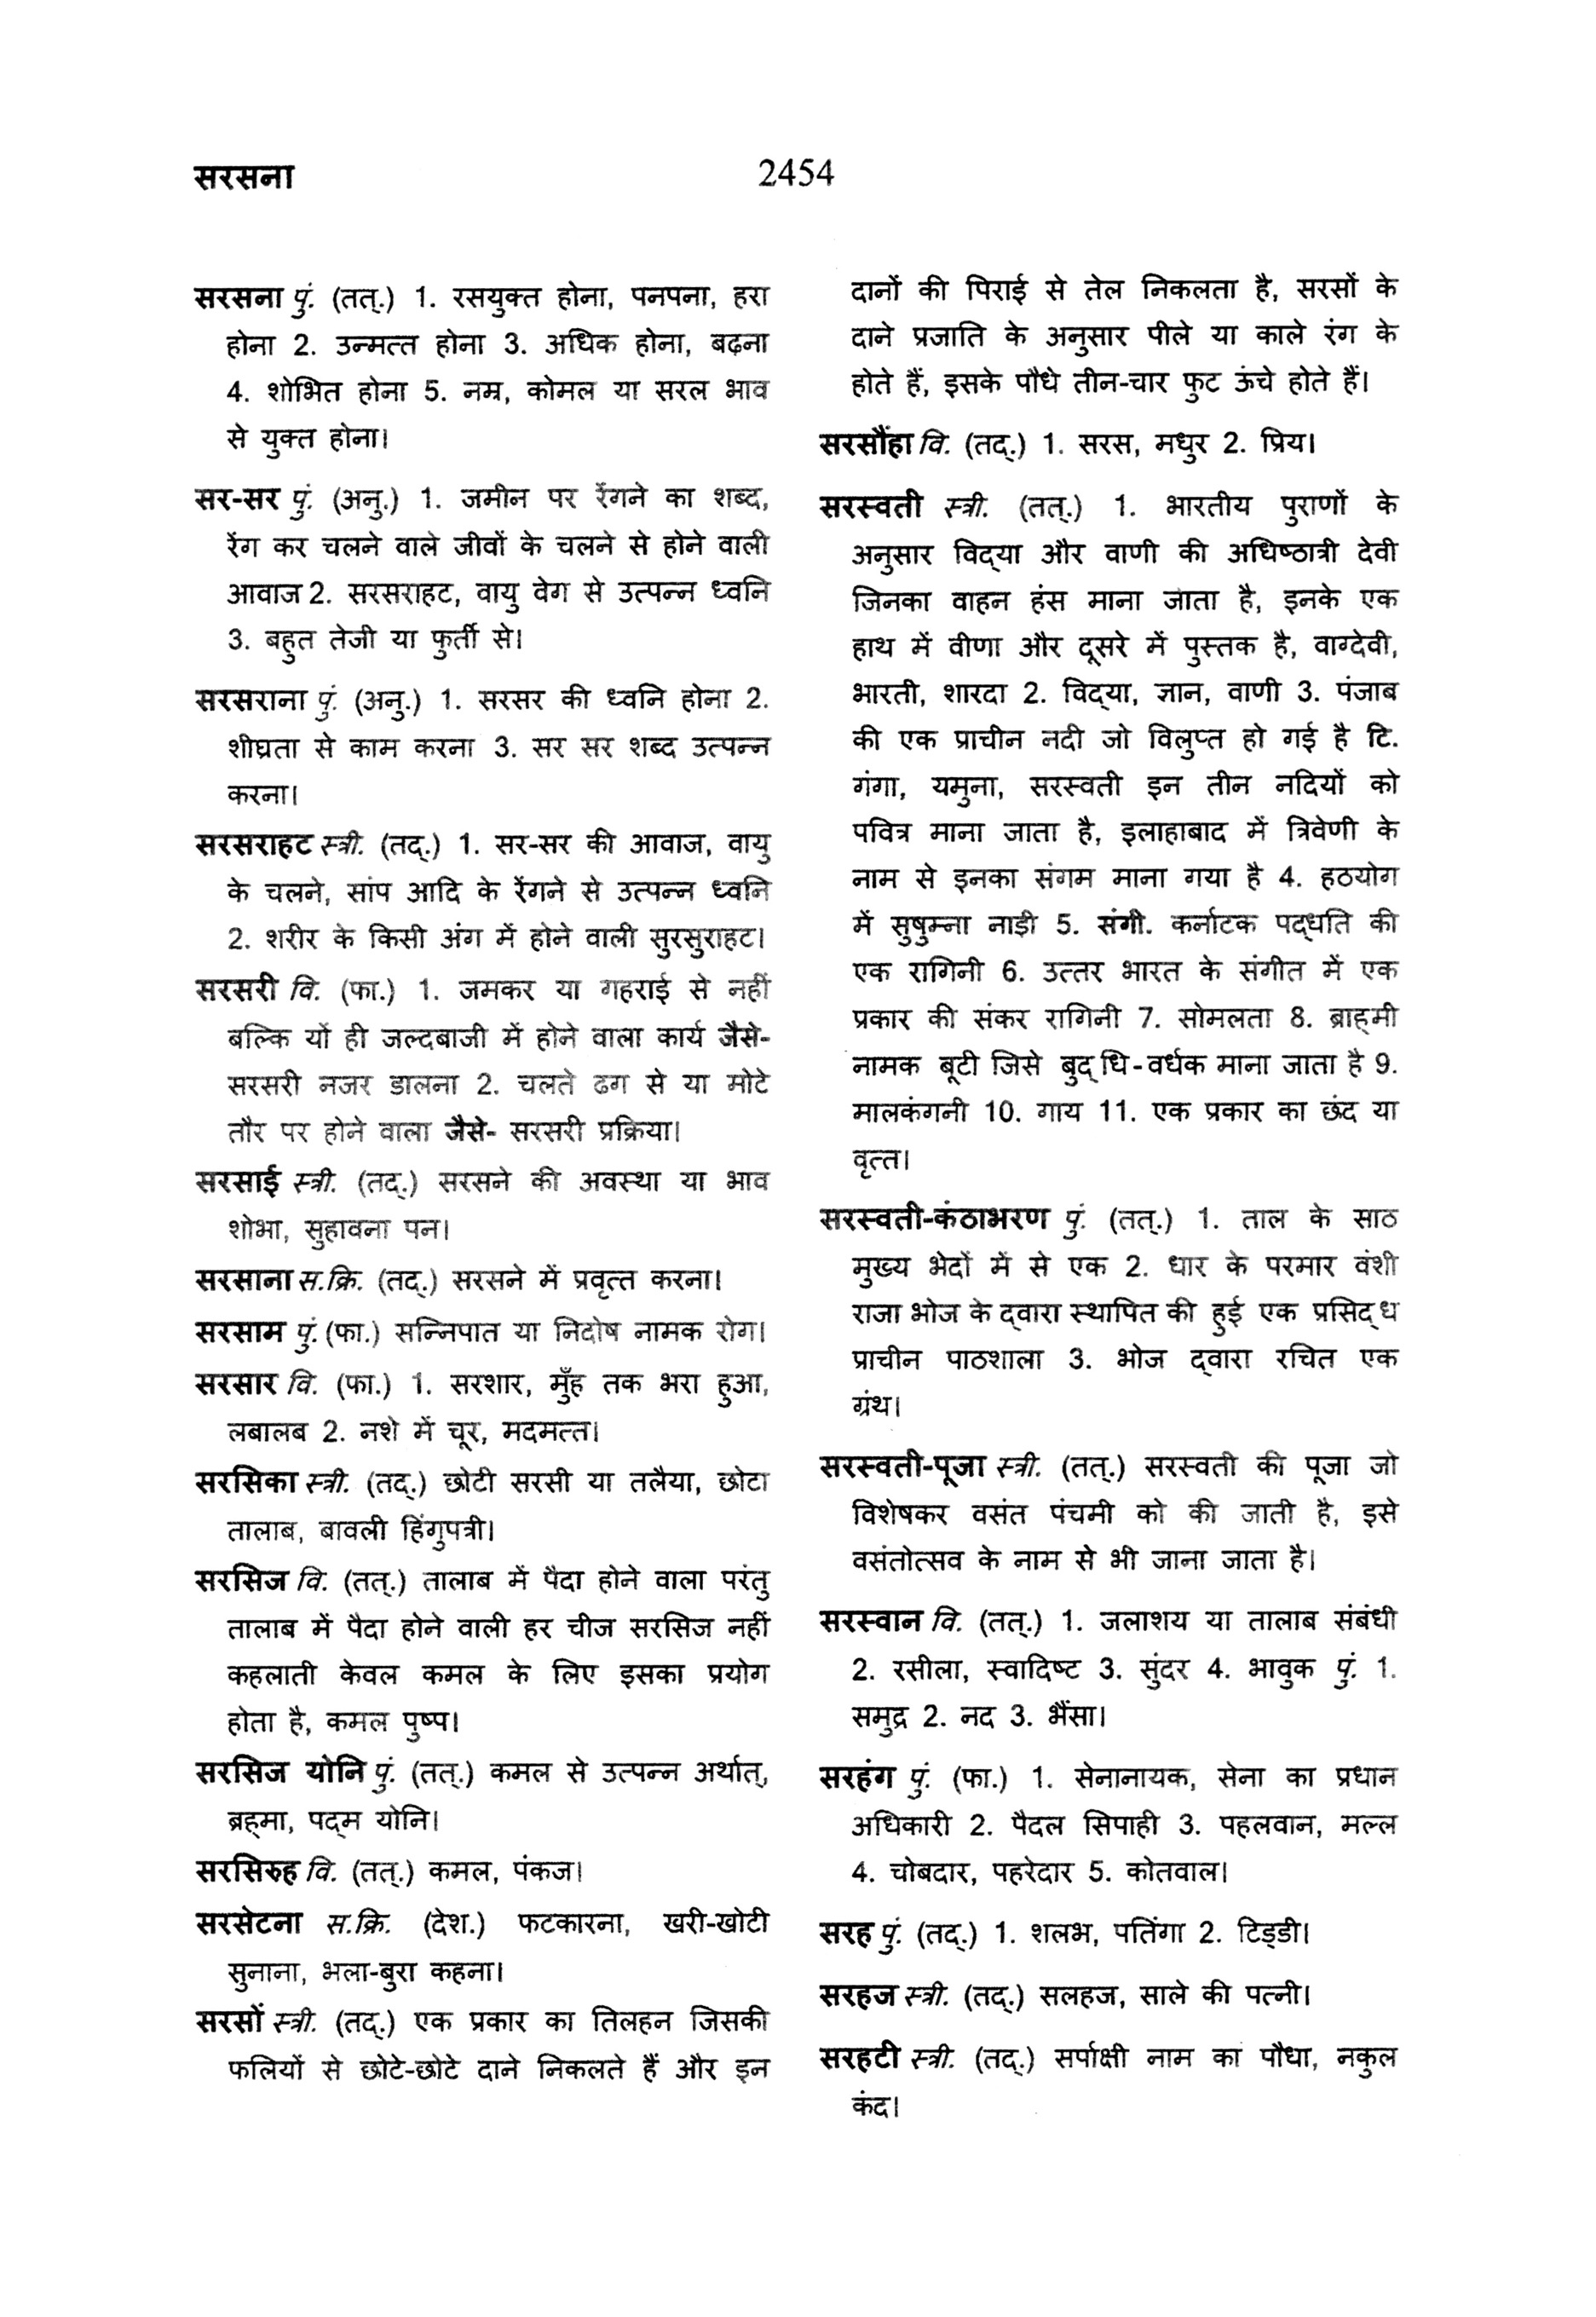 सरसना
2454
सरसना पुं. (तत्.) 1. रसयुक्त होना, पनपना, हरा
होना 2. उन्मत्त होना 3. अधिक होना, बढ़ना
4. शोभित होना 5. नम्र, कोमल या सरल भाव
से युक्त होना।
सर-सर पुं. (अनु.) 1. जमीन पर रेंगने का शब्द,
रेंग कर चलने वाले जीवों के चलने से होने वाली
आवाज 2. सरसराहट, वायु वेग से उत्पन्न ध्वनि
3. बहुत तेजी या फुर्ती से।
सरसराना पुं. (अनु.) 1. सरसर की ध्वनि होना 2.
शीघ्रता से काम करना 3. सर सर शब्द उत्पन्न
करना।
सरसराहट स्त्री. (तद्.) 1. सर-सर की आवाज, वायु
के चलने, सांप आदि के रेंगने से उत्पन्न ध्वनि
2. शरीर के किसी अंग में होने वाली सुरसुराहट।
सरसरी वि. (फा.) 1. जमकर या गहराई से नहीं
बल्कि यों ही जल्दबाजी में होने वाला कार्य जैसे-
सरसरी नजर डालना 2. चलते ढग से या मोटे
तौर पर होने वाला जैसे- सरसरी प्रक्रिया।
सरसाई स्त्री. (तद्.) सरसने की अवस्था या भाव
शोभा, सुहावना पन।
सरसाना स.क्रि. (तद्.) सरसने में प्रवृत्त करना।
सरसाम पुं. (फा.) सन्निपात या निदोष नामक रोग।
सरसार वि. (फा.) 1. सरशार, मुँह तक भरा हुआ,
लबालब 2. नशे में चूर, मदमत्त।
सरसिका स्त्री. (तद्.) छोटी सरसी या तलैया, छोटा
तालाब, बावली हिंगुपत्री।
सरसिज वि. (तत्.) तालाब में पैदा होने वाला परंतु
तालाब में पैदा होने वाली हर चीज सरसिज नहीं
कहलाती केवल कमल के लिए इसका प्रयोग
होता है, कमल पुष्प।
सरसिज योनि पुं. (तत्.) कमल से उत्पन्न अर्थात्,
ब्रह्मा, पद्म योनि।
सरसिरुह वि. (तत्.) कमल, पंकज।
सरसेटना स.क्रि. (देश.) फटकारना, खरी-खोटी
सुनाना, भला-बुरा कहना।
सरसों स्त्री. (तद्.) एक प्रकार का तिलहन जिसकी
फलियों से छोटे-छोटे दाने निकलते हैं और इन
दानों की पिराई से तेल निकलता है, सरसों के
दाने प्रजाति के अनुसार पीले या काले रंग के
होते हैं, इसके पौधे तीन-चार फुट ऊंचे होते हैं।
सरसौंहा वि. (तद्.) 1. सरस, मधुर 2. प्रिय।
सरस्वती स्त्री. (तत्.) 1. भारतीय पुराणों के
अनुसार विद्‌या और वाणी की अधिष्ठात्री देवी
जिनका वाहन हंस माना जाता है, इनके एक
हाथ में वीणा और दूसरे में पुस्तक है, वाग्देवी,
भारती, शारदा 2. विद्‌या, ज्ञान, वाणी 3. पंजाब
की एक प्राचीन नदी जो विलुप्त हो गई है टि.
गंगा, यमुना, सरस्वती इन तीन नदियों को
पवित्र माना जाता है, इलाहाबाद में त्रिवेणी के
नाम से इनका संगम माना गया है 4. हठयोग
में सुषुम्ना नाड़ी 5. संगी. कर्नाटक पद्‌धति की
एक रागिनी 6. उत्तर भारत के संगीत में एक
प्रकार की संकर रागिनी 7. सोमलता 8. ब्राह्‌मी
नामक बूटी जिसे बुद्‌धि-वर्धक माना जाता है 9.
मालकंगनी 10. गाय 11. एक प्रकार का छंद या
वृत्त।
सरस्वती-कंठाभरण पुं. (तत्.) 1. ताल के साठ
मुख्य भेदों में से एक 2. धार के परमार वंशी
राजा भोज के द्‌वारा स्थापित की हुई एक प्रसिद्‌ध
प्राचीन पाठशाला 3. भोज द्‌वारा रचित एक
ग्रंथ।
सरस्वती-पूजा स्त्री. (तत्.) सरस्वती की पूजा जो
विशेषकर वसंत पंचमी को की जाती है, इसे
वसंतोत्सव के नाम से भी जाना जाता है।
सरस्वान वि. (तत्.) 1. जलाशय या तालाब संबंधी
2. रसीला, स्वादिष्ट 3. सुंदर 4. भावुक पुं. 1.
समुद्र 2. नद 3. भैंसा।
सरहंग पुं. (फा.) 1. सेनानायक, सेना का प्रधान
अधिकारी 2. पैदल सिपाही 3. पहलवान, मल्ल
4. चोबदार, पहरेदार 5. कोतवाल।
सरह पुं. (तद्.) 1. शलभ, पतिंगा 2. टिड्डी।
सरहज स्त्री. (तद्.) सलहज, साले की पत्नी।
सरहटी स्त्री. (तद्.) सर्पाक्षी नाम का पौधा, नकुल
कंद।